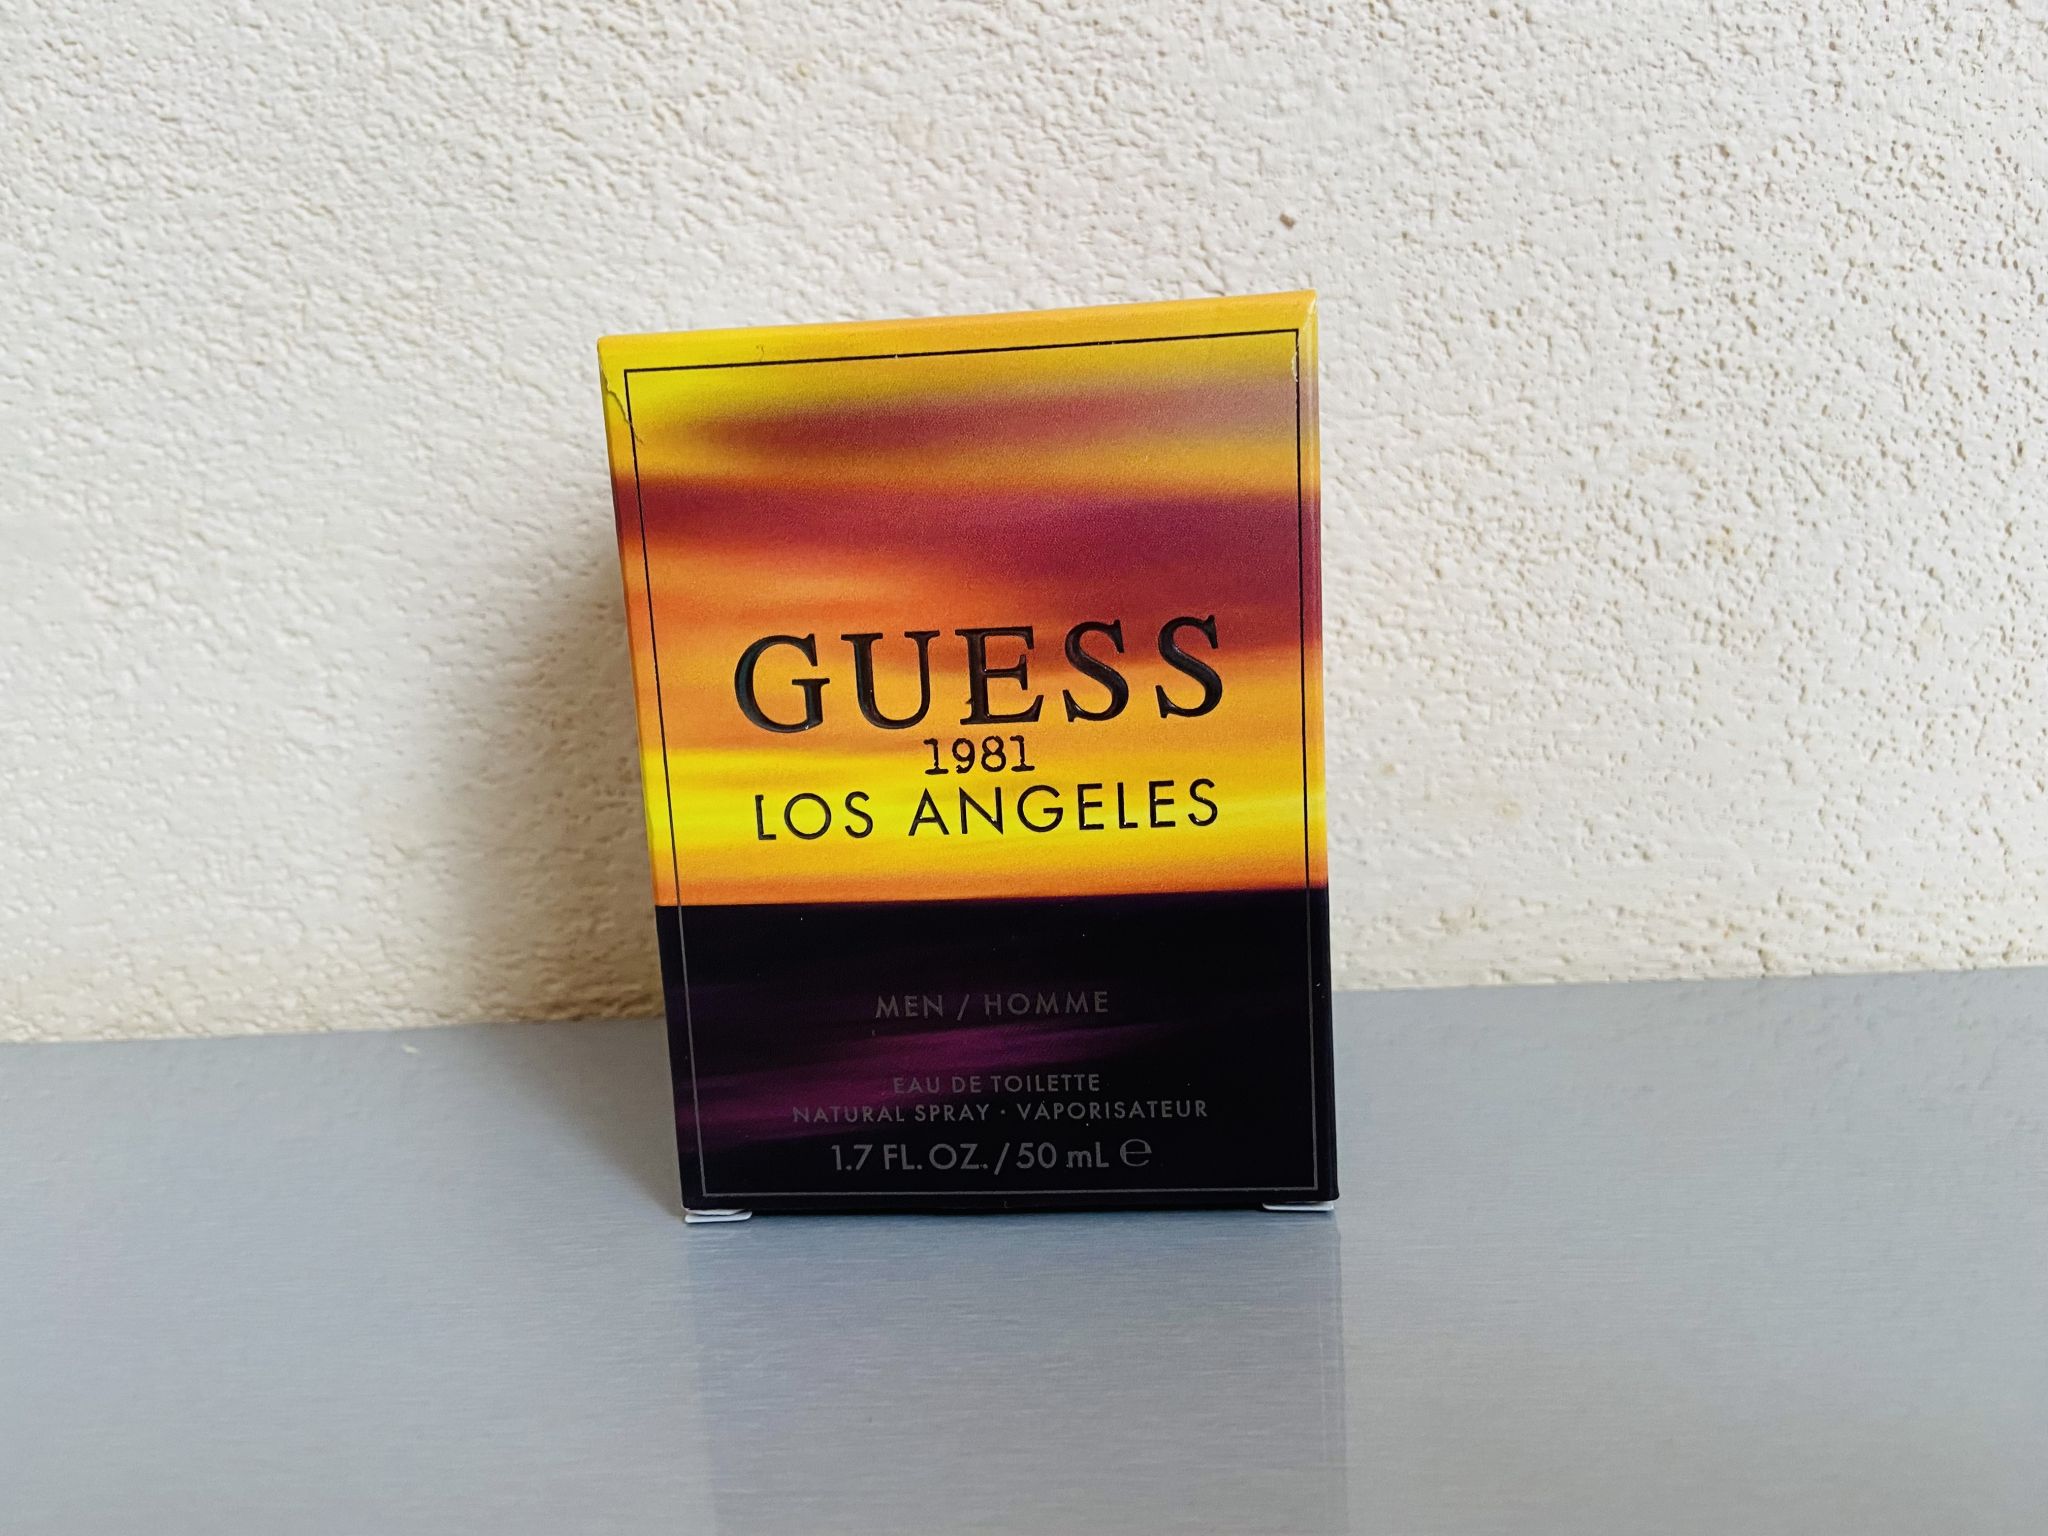 GUESS
1981
LOS ANGELES
MEN / HOMME
EAU DE TOILETTE
NATURAL SPRAY · VAPORISATEUR
1.7 FL. OZ. / 50 mL ℮